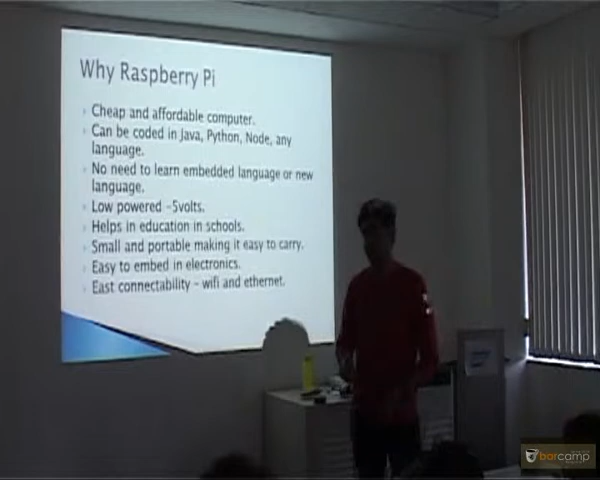 Why Raspberry Pi
Cheap and affordable computer.
Can be coded in Java, Python, Node, any
language.
No need to learn embedded language or new
language.
Low powered -5volts.
Helps in education in schools.
Small and portable making it easy to carry.
Easy to embed in electronics.
East connectability - wifi and ethernet.
barcamp